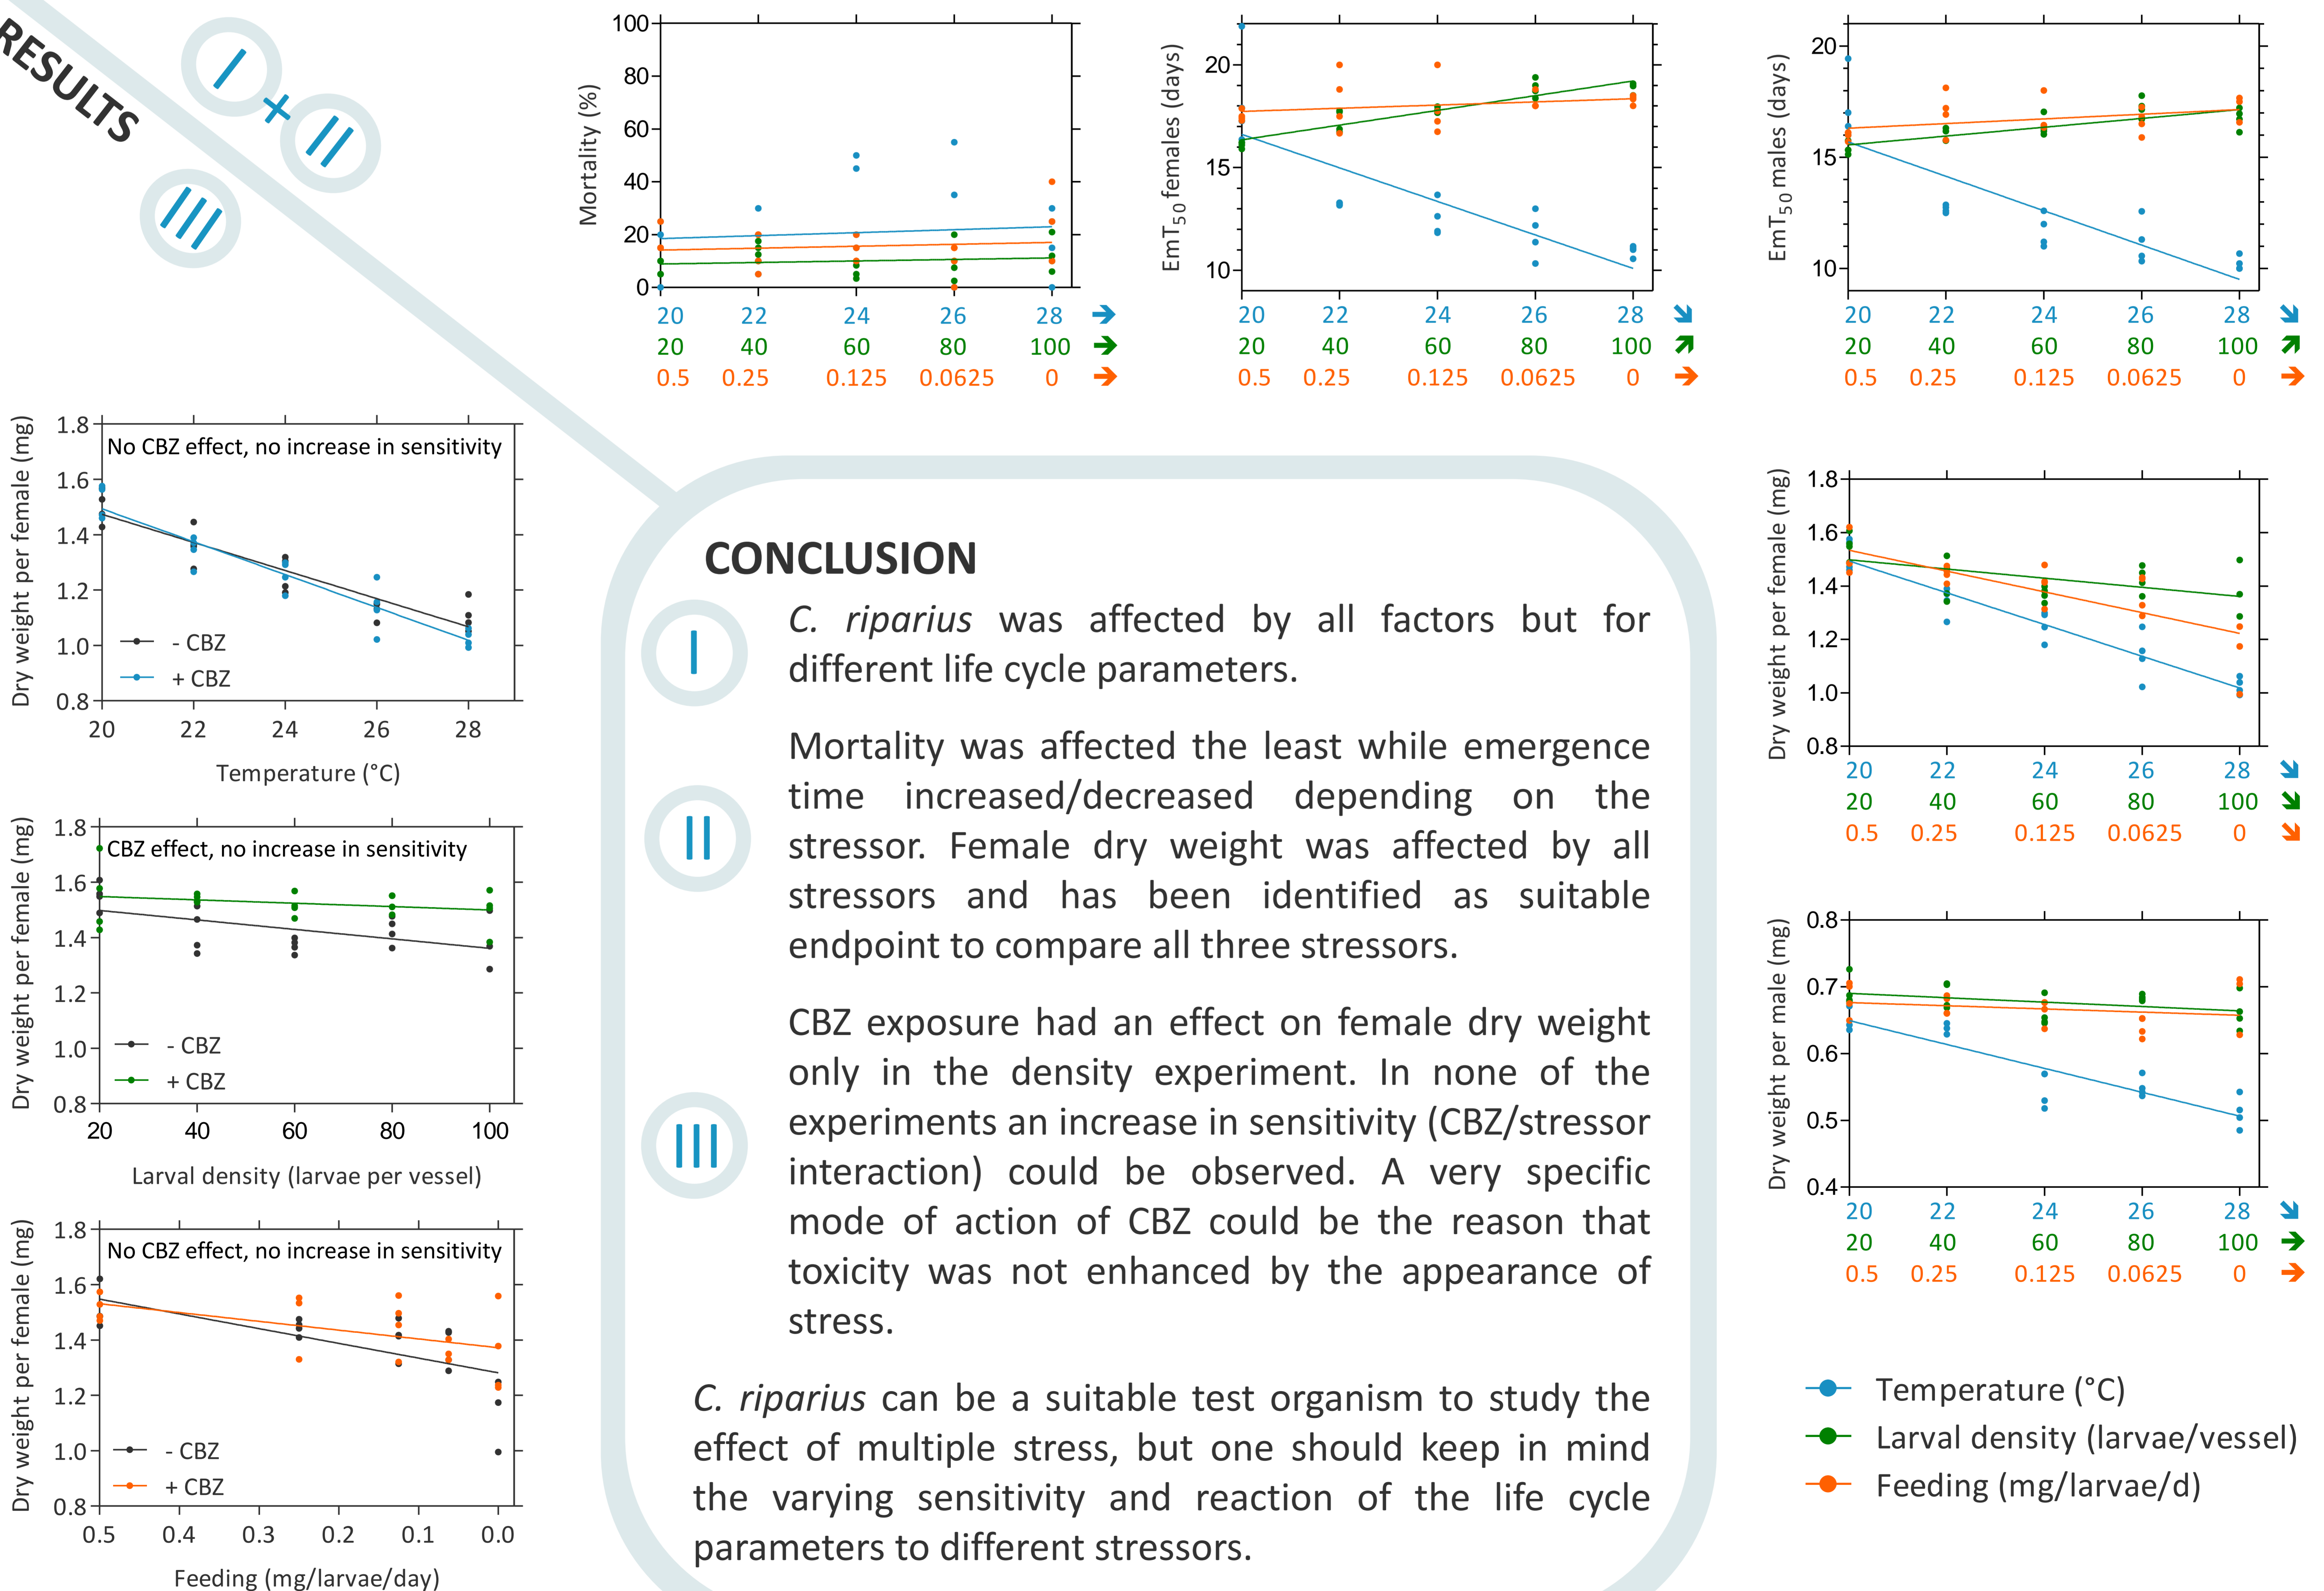 RESULTS
I + II
III
Mortality (%)
100
80
60
40
20
0
20 22 24 26 28 ➔
20 40 60 80 100 ➔
0.5 0.25 0.125 0.0625 0 ➔
EmT50 females (days)
20
15
10
20 22 24 26 28
20 40 60 80 100
0.5 0.25 0.125 0.0625 0 ➔
EmT50 males (days)
20
15
10
20 22 24 26 28
20 40 60 80 100
0.5 0.25 0.125 0.0625 0 ➔
Dry weight per female (mg)
1.8
1.6
1.4
1.2
1.0
0.8
No CBZ effect, no increase in sensitivity
- CBZ
+ CBZ
20 22 24 26 28
Temperature (°C)
Dry weight per female (mg)
1.8
1.6
1.4
1.2
1.0
0.8
CBZ effect, no increase in sensitivity
- CBZ
+ CBZ
20 40 60 80 100
Larval density (larvae per vessel)
Dry weight per female (mg)
1.8
1.6
1.4
1.2
1.0
0.8
No CBZ effect, no increase in sensitivity
- CBZ
+ CBZ
0.5 0.4 0.3 0.2 0.1 0.0
Feeding (mg/larvae/day)
CONCLUSION
I
C. riparius was affected by all factors but for
different life cycle parameters.
II
Mortality was affected the least while emergence
time increased/decreased depending on the
stressor. Female dry weight was affected by all
stressors and has been identified as suitable
endpoint to compare all three stressors.
III
CBZ exposure had an effect on female dry weight
only in the density experiment. In none of the
experiments an increase in sensitivity (CBZ/stressor
interaction) could be observed. A very specific
mode of action of CBZ could be the reason that
toxicity was not enhanced by the appearance of
stress.
C. riparius can be a suitable test organism to study the
effect of multiple stress, but one should keep in mind
the varying sensitivity and reaction of the life cycle
parameters to different stressors.
Dry weight per female (mg)
1.8
1.6
1.4
1.2
1.0
0.8
20 22 24 26 28
20 40 60 80 100
0.5 0.25 0.125 0.0625 0
Dry weight per male (mg)
0.8
0.7
0.6
0.5
0.4
20 22 24 26 28
20 40 60 80 100 ➔
0.5 0.25 0.125 0.0625 0 ➔
Temperature (°C)
Larval density (larvae/vessel)
Feeding (mg/larvae/d)